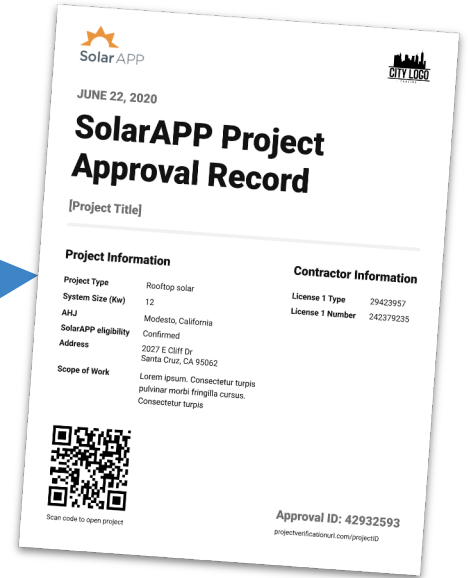 Solar APP
CITY LOGO
JUNE 22, 2020
SolarAPP Project
Approval Record
[Project Title]
Project Information
Project Type Rooftop solar
System Size (Kw) 12
AHJ Modesto, California
SolarAPP eligibility Confirmed
Address 2027 E Cliff Dr
Santa Cruz, CA 95062
Scope of Work Lorem ipsum. Consectetur turpis
pulvinar morbi fringilla cursus.
Consectetur turpis
Contractor Information
License 1 Type 29423957
License 1 Number 242379235
Scan code to open project
Approval ID: 42932593
projectverificationurl.com/projectID